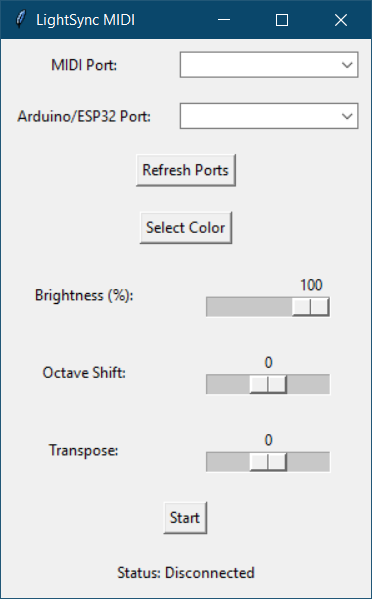 LightSync MIDI
MIDI Port:
Arduino/ESP32 Port:
Refresh Ports
Select Color
100
Brightness (%):
0
Octave Shift:
0
Transpose:
Start
Status: Disconnected